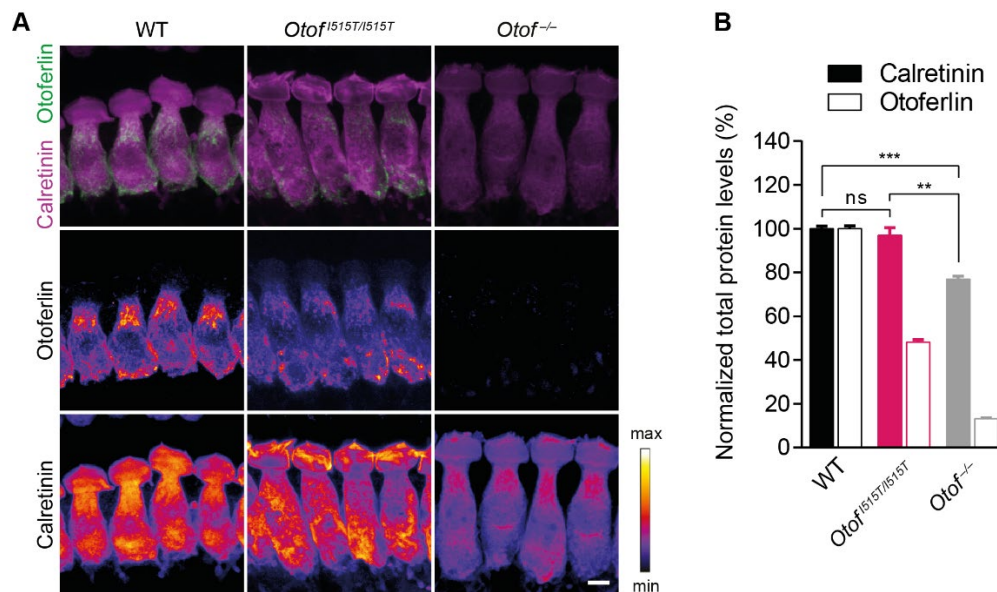 A
WT
Otof I515T/I515T
Otof –/–
Calretinin Otoferlin
Otoferlin
Calretinin
max
min
B
Calretinin
Otoferlin
Normalized total protein levels (%)
140
120
100
80
60
40
20
0
***
ns
**
WT
Otof I515T/I515T
Otof –/–